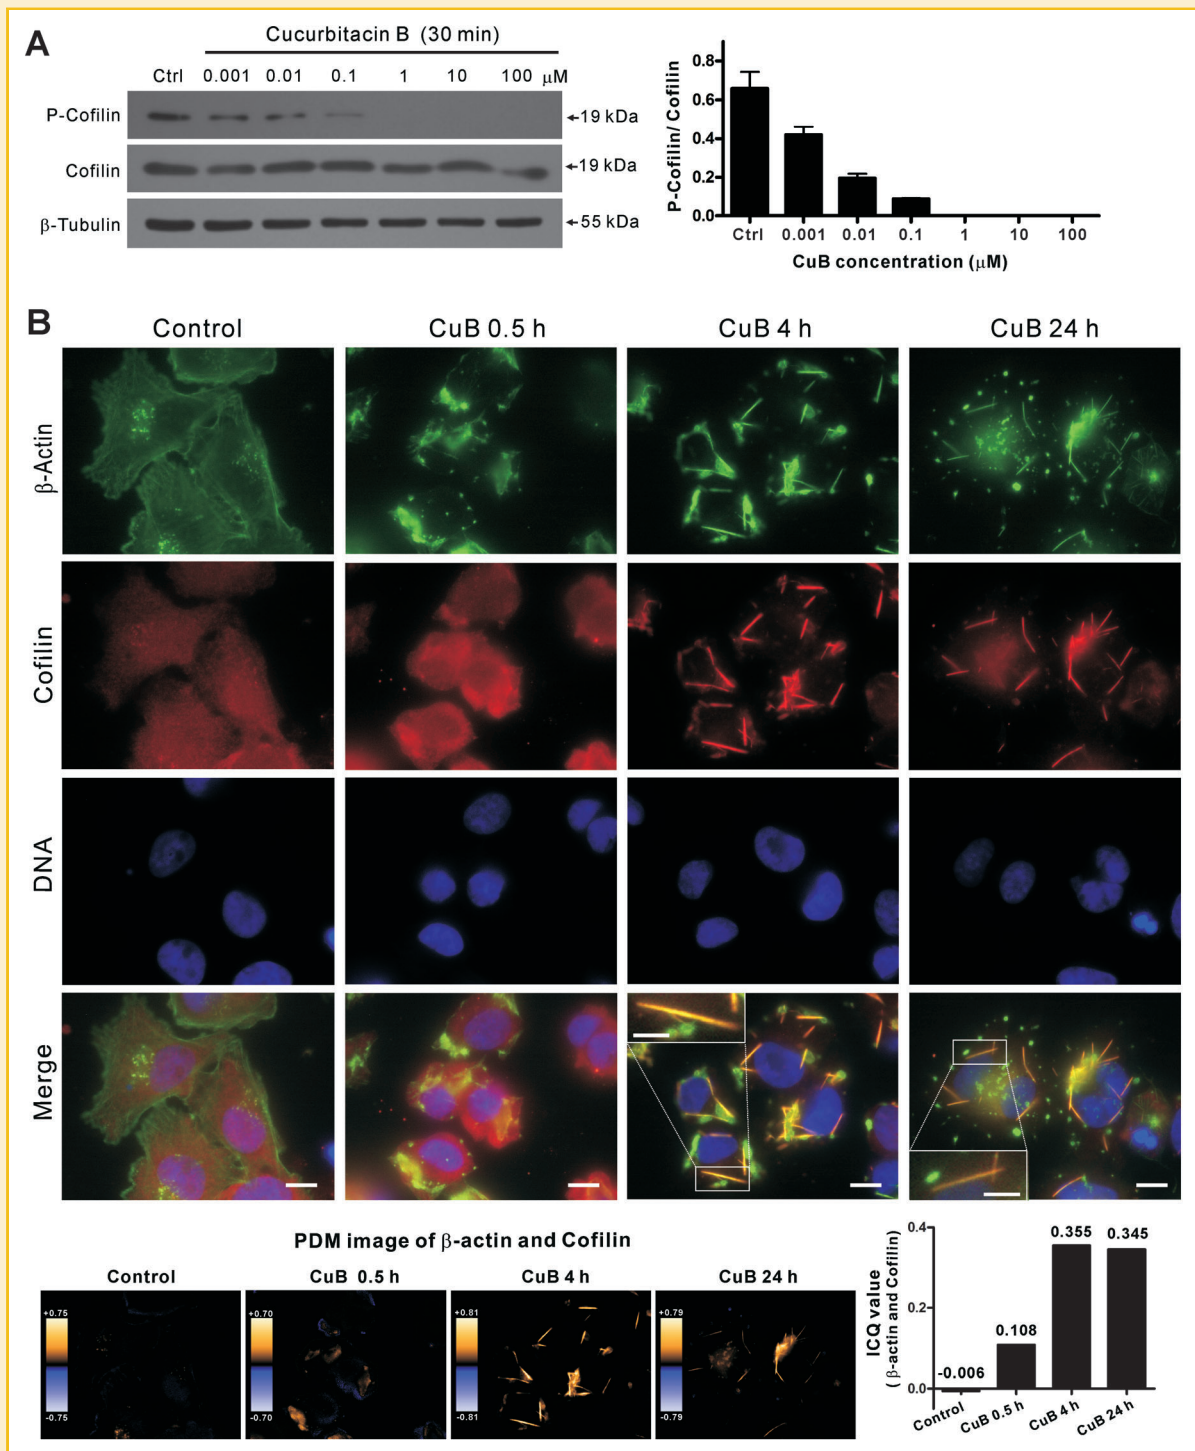 A
Cucurbitacin B (30 min)
Ctrl 0.001 0.01 0.1 1 10 100 μM
P-Cofilin ←19 kDa
Cofilin ←19 kDa
β-Tubulin ←55 kDa
P-Cofilin/ Cofilin
0.8
0.6
0.4
0.2
0.0
Ctrl 0.001 0.01 0.1 1 10 100
CuB concentration (μM)
B
Control CuB 0.5 h CuB 4 h CuB 24 h
β-Actin
Cofilin
DNA
Merge
PDM image of β-actin and Cofilin
Control CuB 0.5 h CuB 4 h CuB 24 h
+0.75 +0.70 +0.81 +0.79
-0.75 -0.70 -0.81 -0.79
ICQ value
( β-actin and Cofilin)
0.4
0.2
0.0
-0.006
0.108
0.355
0.345
Control CuB 0.5 h CuB 4 h CuB 24 h